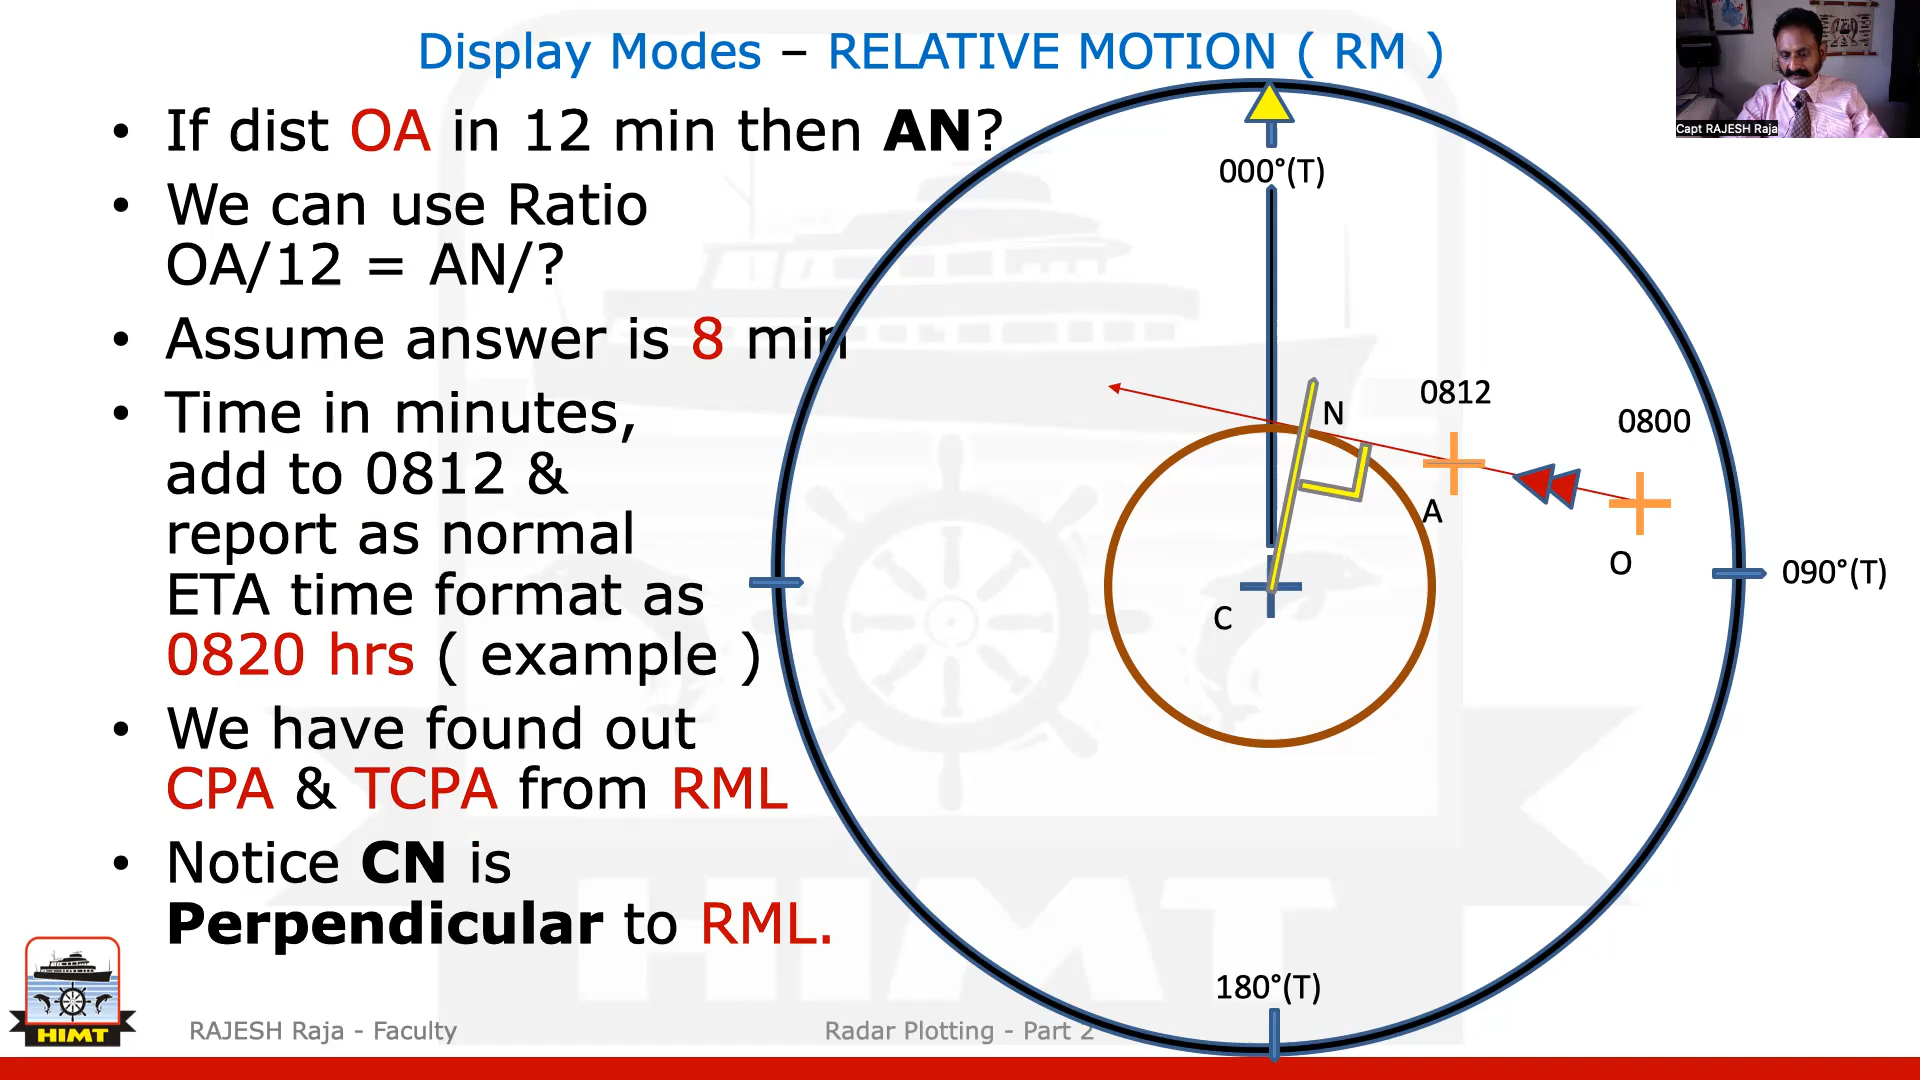 Display Modes – RELATIVE MOTION ( RM )
• If dist OA in 12 min then AN?
• We can use Ratio
OA/12 = AN/?
• Assume answer is 8 min
• Time in minutes,
add to 0812 &
report as normal
ETA time format as
0820 hrs ( example )
• We have found out
CPA & TCPA from RML
• Notice CN is
Perpendicular to RML.
000°(T)
0812
0800
N
A
O
090°(T)
C
180°(T)
Capt RAJESH Raja
HIMT
HIMT
RAJESH Raja - Faculty
Radar Plotting - Part 2